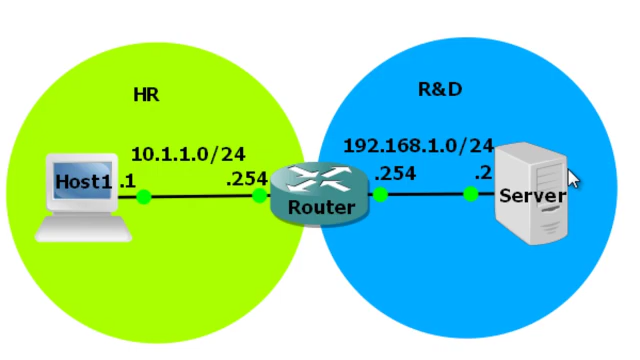 HR
R&D
10.1.1.0/24
192.168.1.0/24
Host1 .1
.254
Router
.254
.2
Server